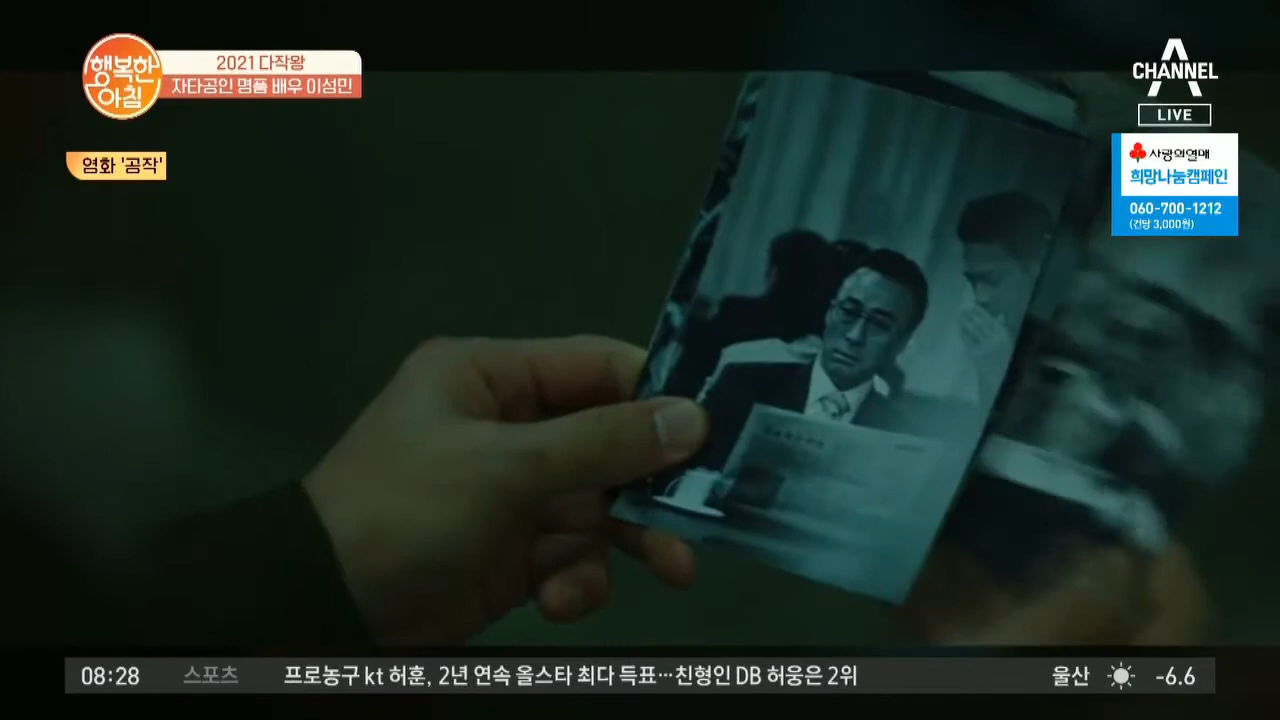 행복한
아침
2021 다작왕
자타공인 명품 배우 이성민
영화 '공작'
CHANNEL
LIVE
사랑의열매
희망나눔캠페인
060-700-1212
(건당 3,000원)
08:28 스포츠 프로농구 kt 허훈, 2년 연속 올스타 최다 득표…친형인 DB 허웅은 2위 울산 -6.6